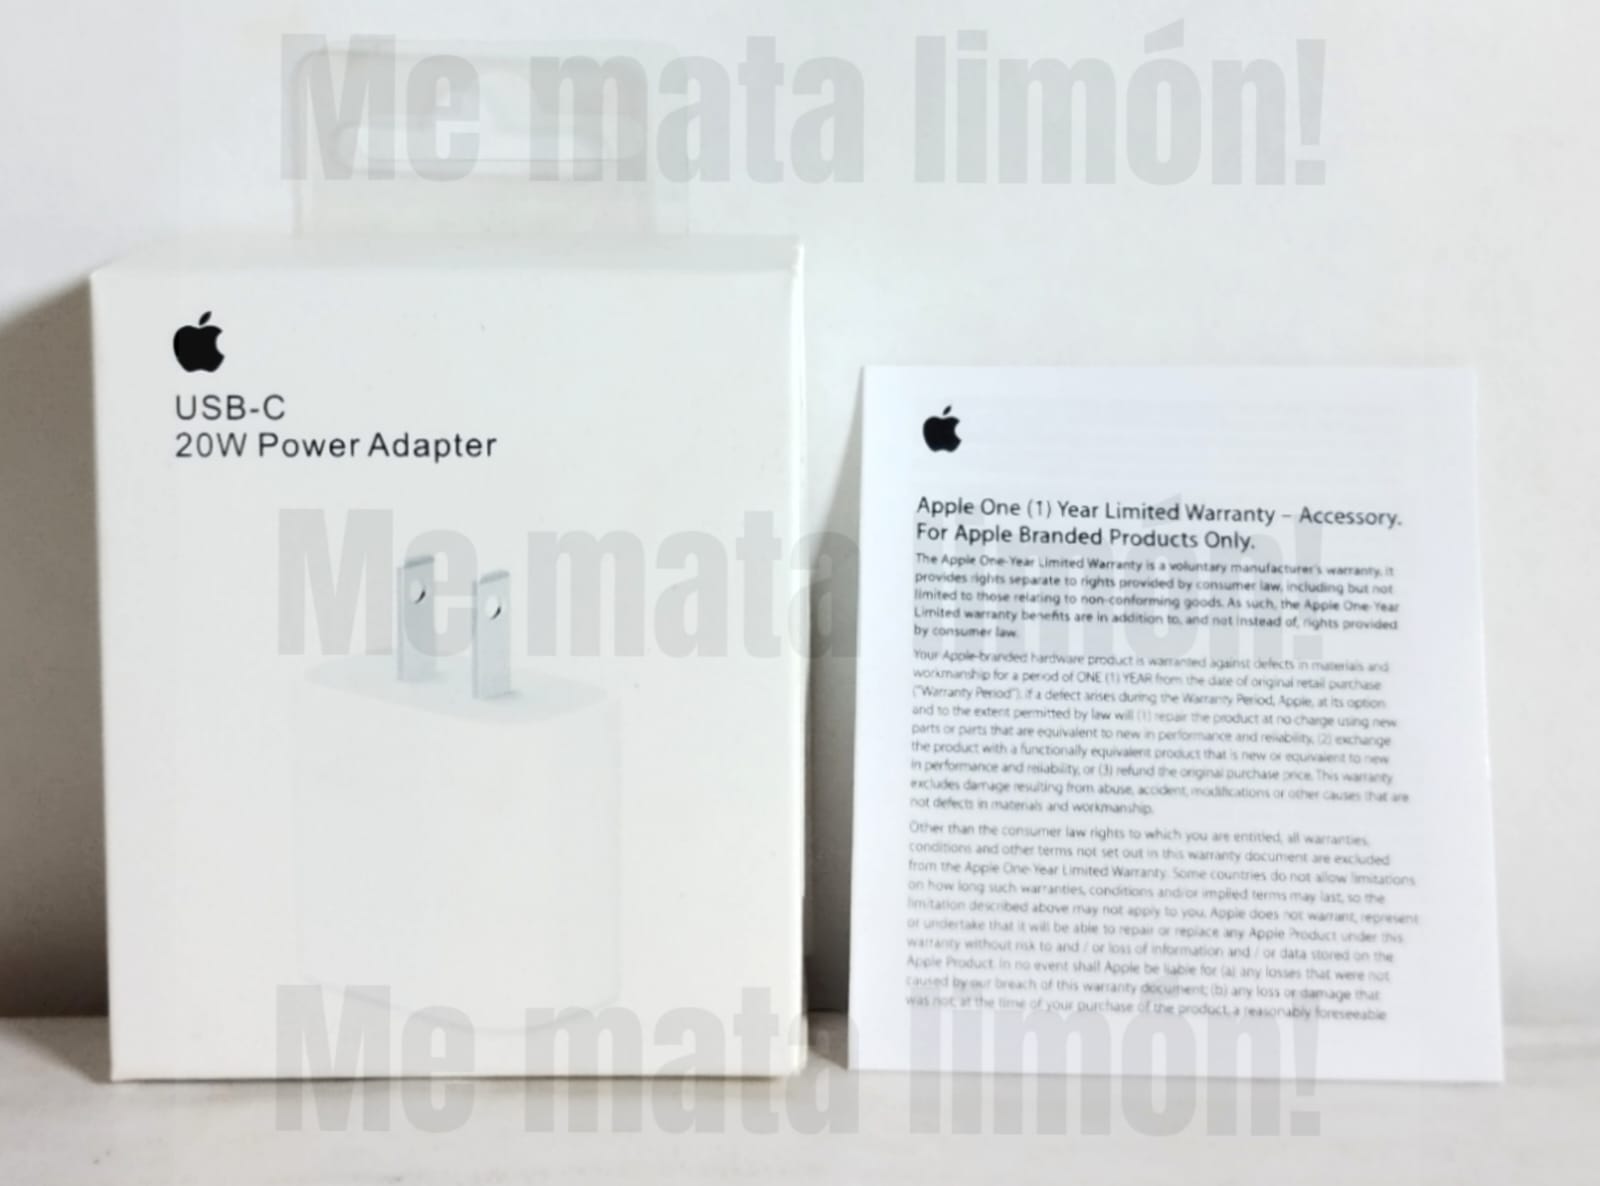 Me mata limón!
USB-C
20W Power Adapter
Me mata limón!
Me mata limón!
Apple One (1) Year Limited Warranty – Accessory.
For Apple Branded Products Only.
The Apple One-Year Limited Warranty is a voluntary manufacturer's warranty. It
provides rights separate to rights provided by consumer law, including but not
limited to those relating to non-conforming goods. As such, the Apple One-Year
Limited warranty benefits are in addition to, and not instead of, rights provided
by consumer law.
Your Apple-branded hardware product is warranted against defects in materials and
workmanship for a period of ONE (1) YEAR from the date of original retail purchase
("Warranty Period"). If a defect arises during the Warranty Period, Apple, at its option
and to the extent permitted by law will (1) repair the product at no charge using new
parts or parts that are equivalent to new in performance and reliability, (2) exchange
the product with a functionally equivalent product that is new or equivalent to new
in performance and reliability, or (3) refund the original purchase price. This warranty
excludes damage resulting from abuse, accident, modifications or other causes that are
not defects in materials and workmanship.
Other than the consumer law rights to which you are entitled, all warranties,
conditions and other terms not set out in this warranty document are excluded
from the Apple One-Year Limited Warranty. Some countries do not allow limitations
on how long such warranties, conditions and/or implied terms may last, so the
limitation described above may not apply to you. Apple does not warrant, represent
or undertake that it will be able to repair or replace any Apple Product under this
warranty without risk to and / or loss of information and / or data stored on the
Apple Product. In no event shall Apple be liable for (a) any losses that were not
caused by our breach of this warranty document; (b) any loss or damage that
was not, at the time of your purchase of the product, a reasonably foreseeable